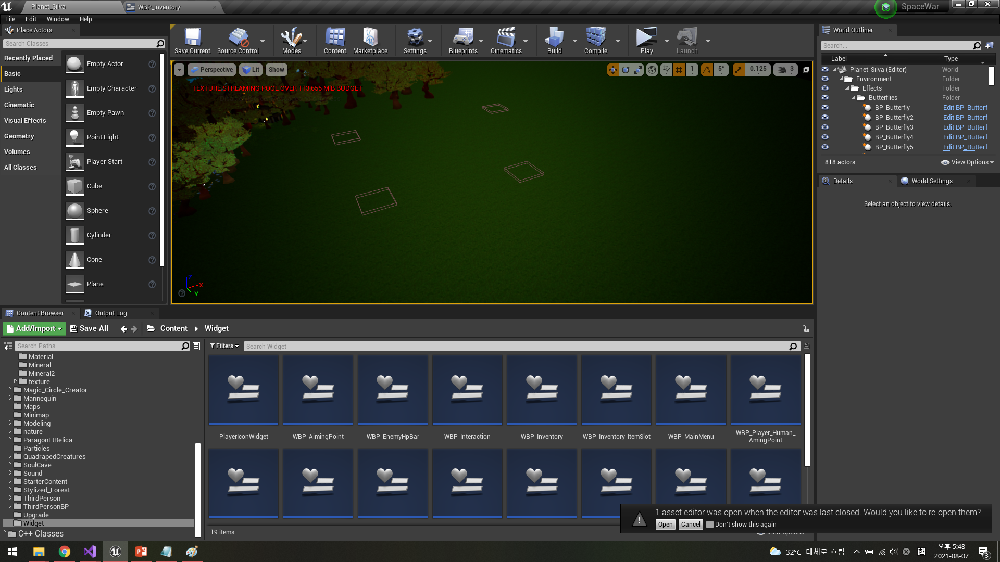 Planet_Silva
WBP_Inventory
SpaceWar
File Edit Window Help
Place Actors
Search Classes
Recently Placed
Basic
Lights
Cinematic
Visual Effects
Geometry
Volumes
All Classes
Empty Actor
Empty Character
Empty Pawn
Point Light
Player Start
Cube
Sphere
Cylinder
Cone
Plane
Save Current
Source Control
Modes
Content
Marketplace
Settings
Blueprints
Cinematics
Build
Compile
Play
Launch
Perspective
Lit
Show
1
5°
0.125
3
TEXTURE STREAMING POOL OVER 113.655 MiB BUDGET
Z
X
Y
World Outliner
Search...
Label Type
Planet_Silva (Editor) World
Environment Folder
Effects Folder
Butterflies Folder
BP_Butterfly Edit BP_Butterf
BP_Butterfly2 Edit BP_Butterf
BP_Butterfly3 Edit BP_Butterf
BP_Butterfly4 Edit BP_Butterf
BP_Butterfly5 Edit BP_Butterf
818 actors
View Options
Details
World Settings
Select an object to view details.
Content Browser
Output Log
Add/Import
Save All
Content
Widget
Search Paths
Filters
Search Widget
Material
Mineral
Mineral2
texture
Magic_Circle_Creator
Mannequin
Maps
Minimap
Modeling
nature
ParagonLtBelica
Particles
QuadrapedCreatures
SoulCave
Sound
StarterContent
Stylized_Forest
ThirdPerson
ThirdPersonBP
Upgrade
Widget
C++ Classes
PlayerIconWidget
WBP_AimingPoint
WBP_EnemyHpBar
WBP_Interaction
WBP_Inventory
WBP_Inventory_ItemSlot
WBP_MainMenu
WBP_Player_Human_
AmingPoint
19 items
View Options
1 asset editor was open when the editor was last closed. Would you like to re-open them?
Open
Cancel
Don't show this again
32°C 대체로 흐림
한
오후 5:48
2021-08-07
3